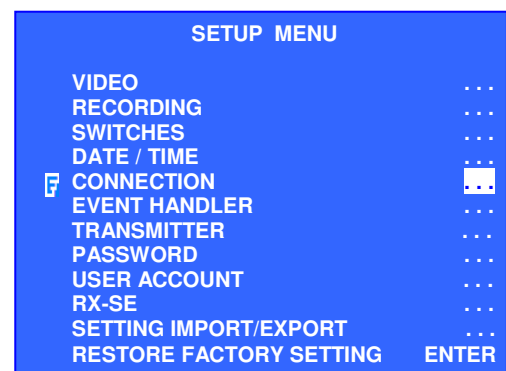 SETUP MENU
VIDEO ...
RECORDING ...
SWITCHES ...
DATE / TIME ...
CONNECTION ...
EVENT HANDLER ...
TRANSMITTER ...
PASSWORD ...
USER ACCOUNT ...
RX-SE ...
SETTING IMPORT/EXPORT ...
RESTORE FACTORY SETTING ENTER